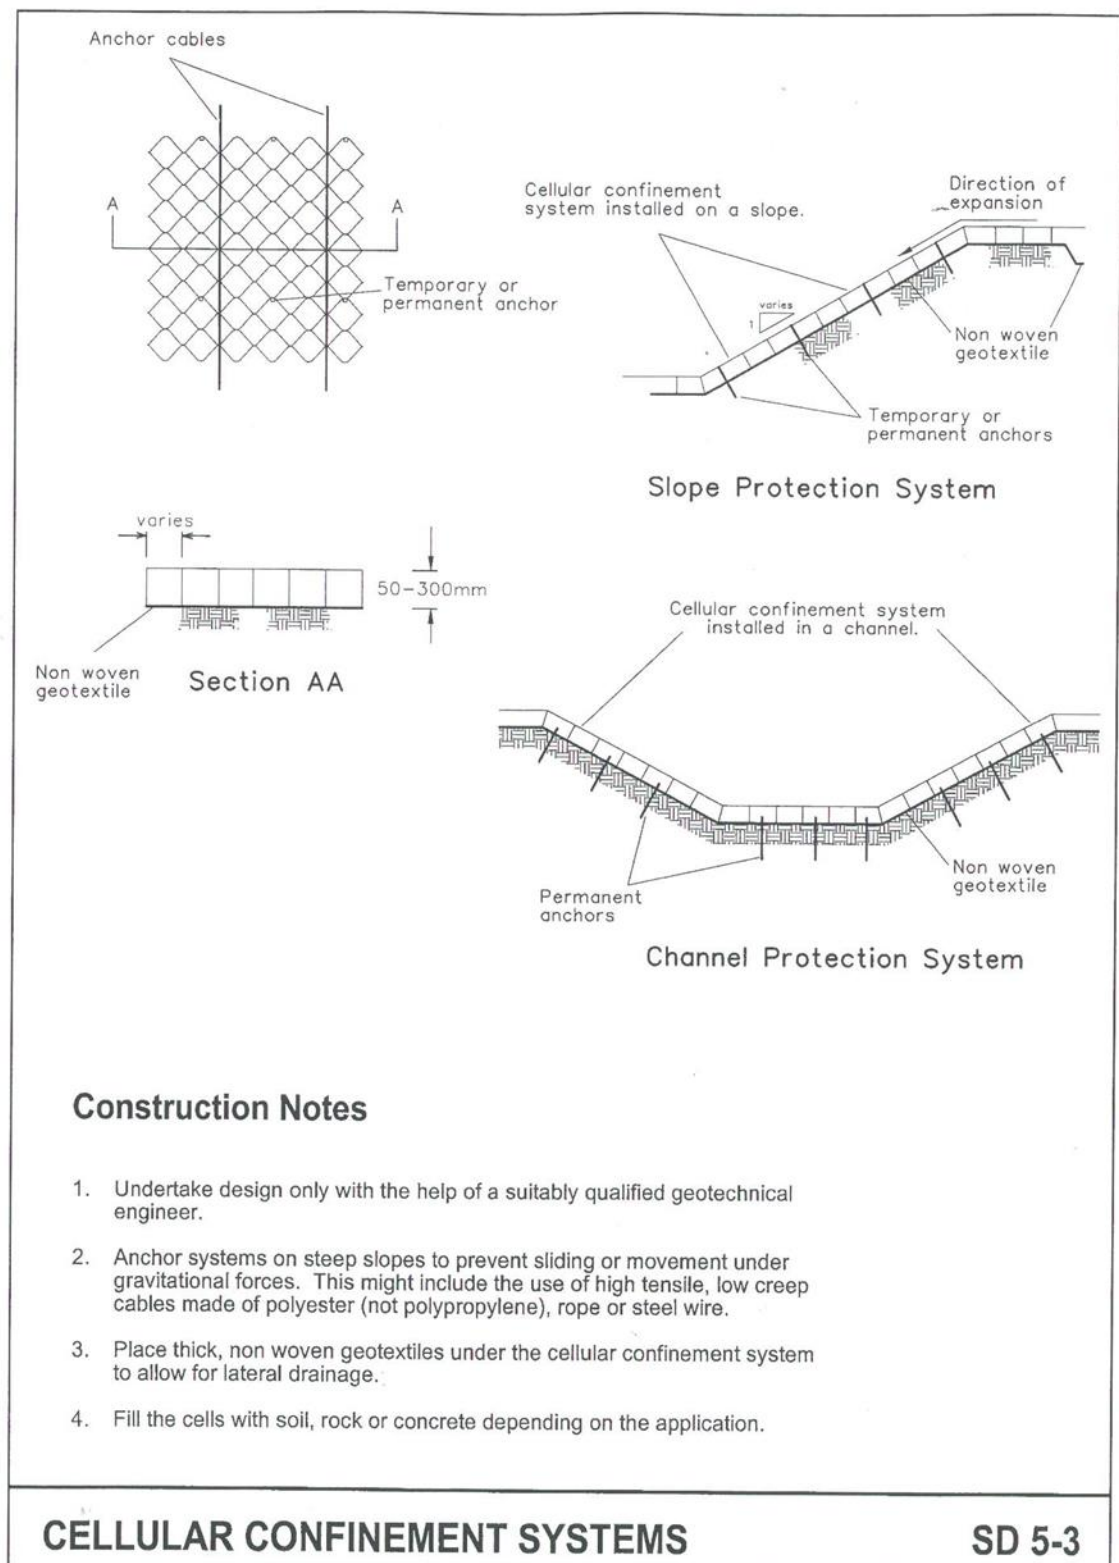 Anchor cables
A
A
Temporary or
permanent anchor
Cellular confinement
system installed on a slope.
Direction of
expansion
varies
1
Non woven
geotextile
Temporary or
permanent anchors
Slope Protection System
varies
50-300mm
Non woven
geotextile
Section AA
Cellular confinement system
installed in a channel.
Permanent
anchors
Non woven
geotextile
Channel Protection System
Construction Notes
1. Undertake design only with the help of a suitably qualified geotechnical
engineer.
2. Anchor systems on steep slopes to prevent sliding or movement under
gravitational forces. This might include the use of high tensile, low creep
cables made of polyester (not polypropylene), rope or steel wire.
3. Place thick, non woven geotextiles under the cellular confinement system
to allow for lateral drainage.
4. Fill the cells with soil, rock or concrete depending on the application.
CELLULAR CONFINEMENT SYSTEMS
SD 5-3